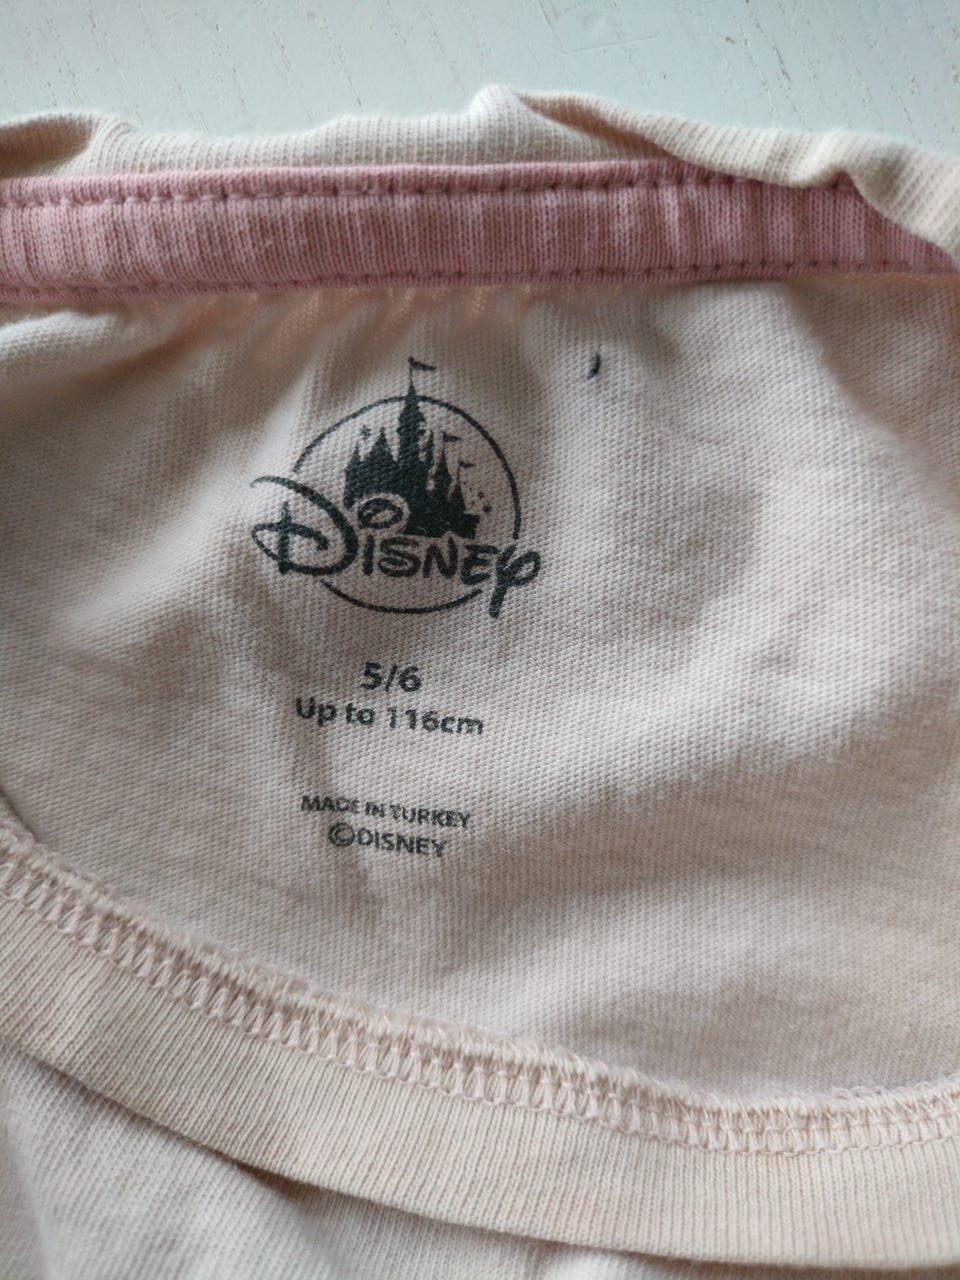 Disney
5/6
Up to 116cm
MADE IN TURKEY
©DISNEY